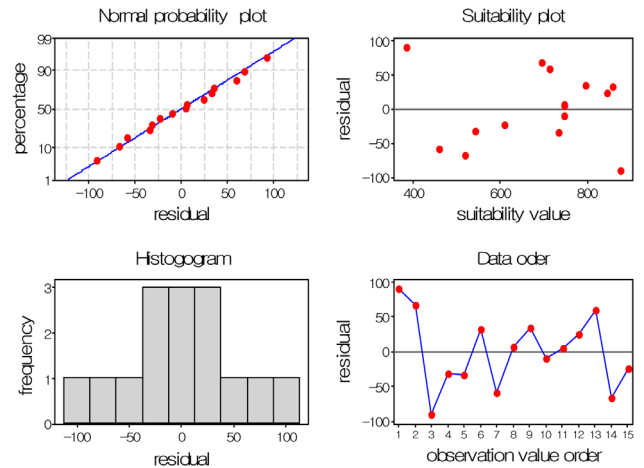 Normal probability plot
percentage
99
90
50
10
1
−100
−50
0
50
100
residual
Suitability plot
residual
100
50
0
−50
−100
400
600
800
suitability value
Histogogram
frequency
3
2
1
0
−100
−50
0
50
100
residual
Data oder
residual
100
50
0
−50
−100
1 2 3 4 5 6 7 8 9 10 11 12 13 14 15
observation value order